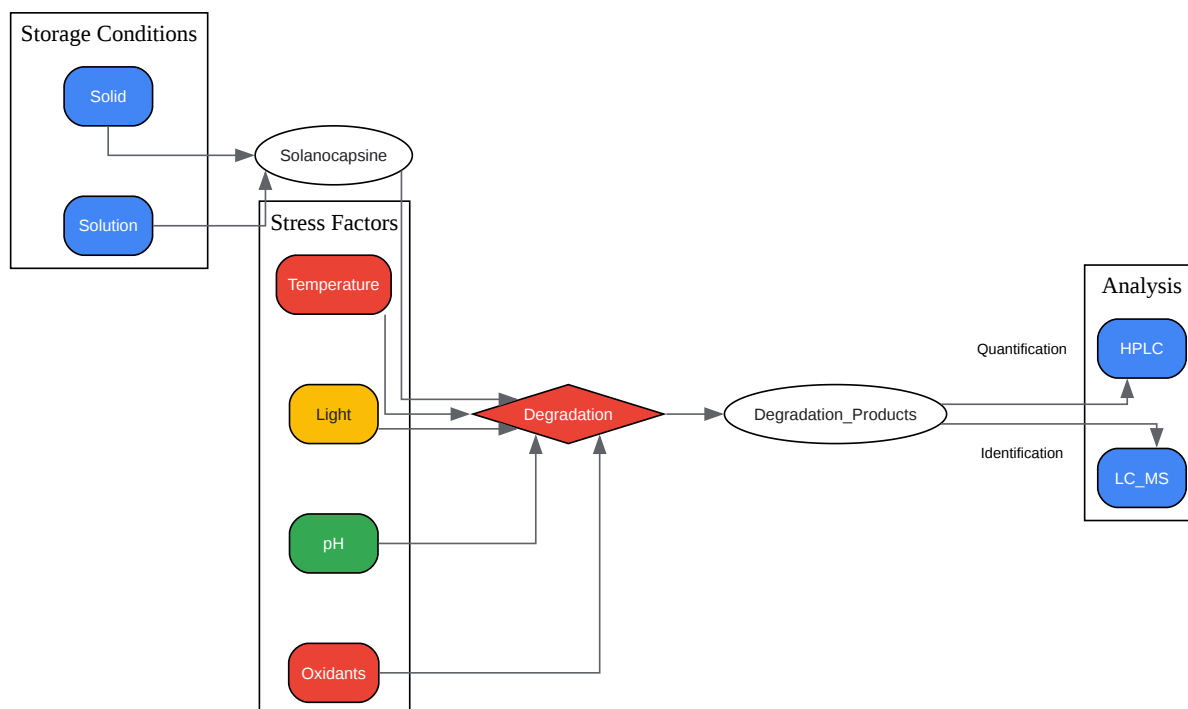 Storage Conditions
Solid
Solution
Solanocapsine
Stress Factors
Temperature
Light
pH
Oxidants
Degradation
Degradation_Products
Quantification
Identification
Analysis
HPLC
LC_MS